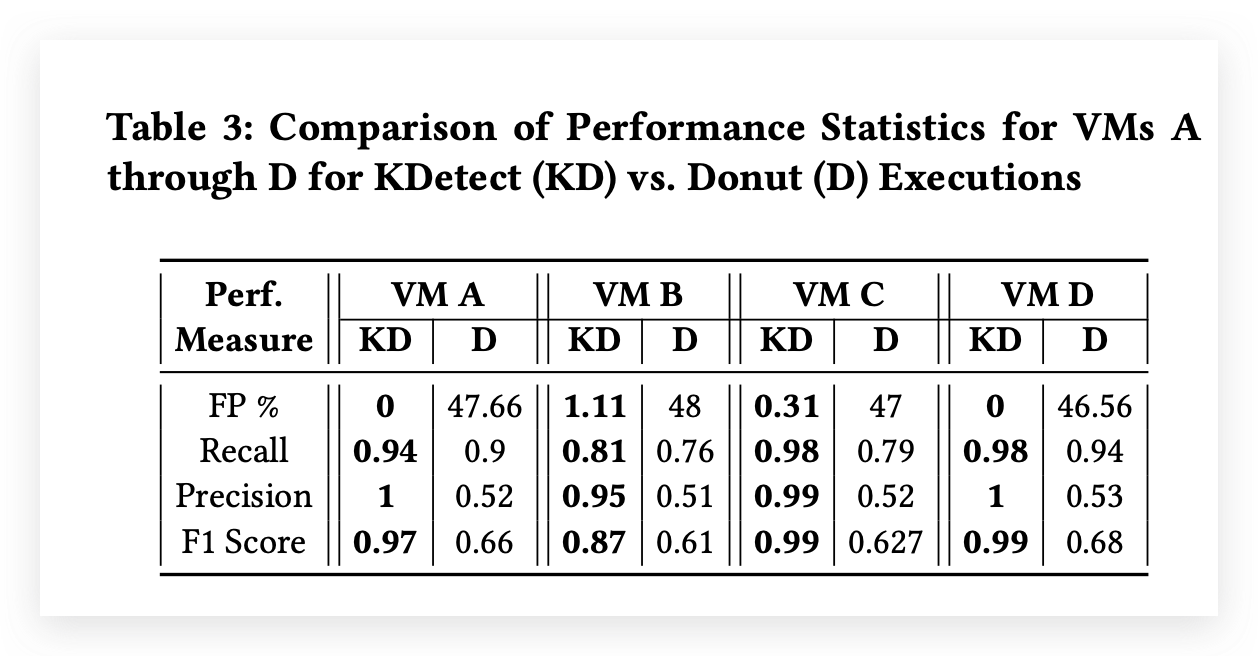 Table 3: Comparison of Performance Statistics for VMs A
through D for KDetect (KD) vs. Donut (D) Executions
Perf. VM A VM B VM C VM D
Measure KD D KD D KD D KD D
FP % 0 47.66 1.11 48 0.31 47 0 46.56
Recall 0.94 0.9 0.81 0.76 0.98 0.79 0.98 0.94
Precision 1 0.52 0.95 0.51 0.99 0.52 1 0.53
F1 Score 0.97 0.66 0.87 0.61 0.99 0.627 0.99 0.68